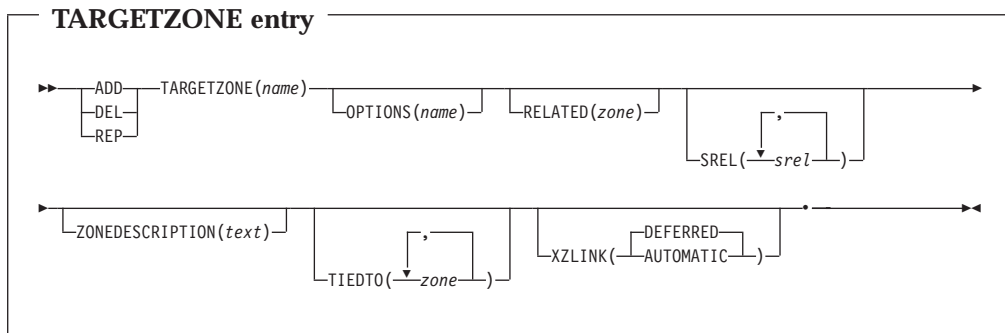 TARGETZONE entry
ADD TARGETZONE(name)
DEL
REP
OPTIONS(name)
RELATED(zone)
,
SREL( srel )
ZONEDESCRIPTION(text)
,
TIEDTO( zone )
DEFERRED
XZLINK( AUTOMATIC )
.